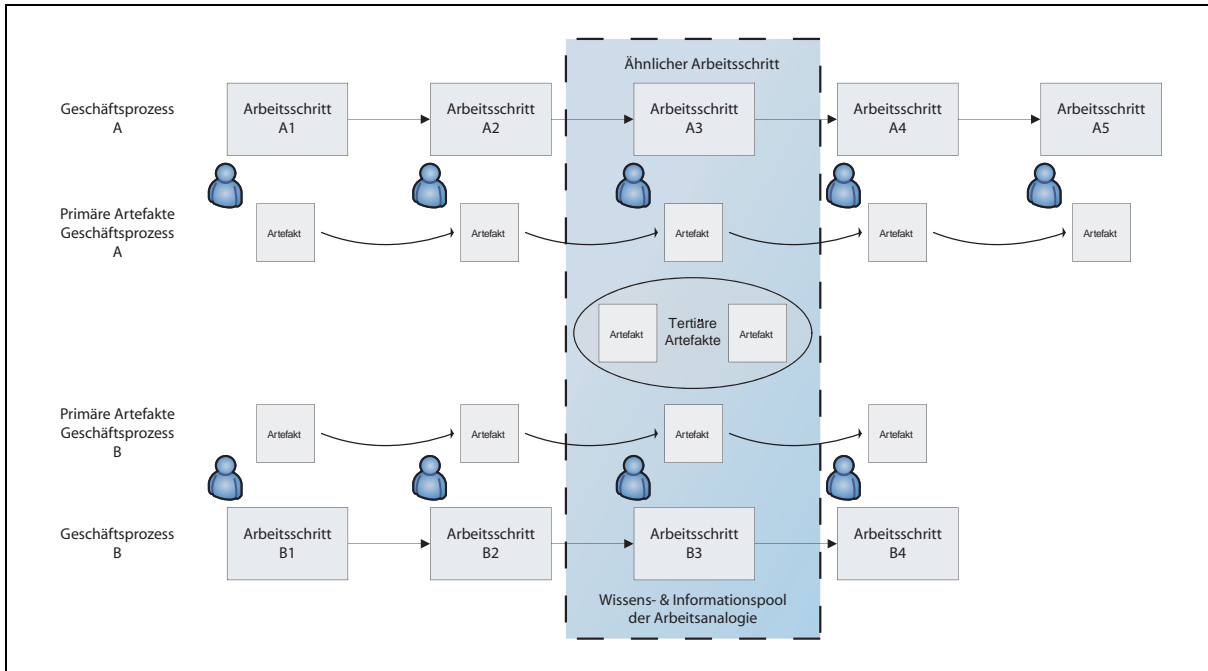 Ähnlicher Arbeitsschritt
Geschäftsprozess
A
Arbeitsschritt
A1
Arbeitsschritt
A2
Arbeitsschritt
A3
Arbeitsschritt
A4
Arbeitsschritt
A5
Primäre Artefakte
Geschäftsprozess
A
Artefakt
Artefakt
Artefakt
Artefakt
Artefakt
Artefakt
Tertiäre
Artefakte
Artefakt
Primäre Artefakte
Geschäftsprozess
B
Artefakt
Artefakt
Artefakt
Artefakt
Geschäftsprozess
B
Arbeitsschritt
B1
Arbeitsschritt
B2
Arbeitsschritt
B3
Arbeitsschritt
B4
Wissens- & Informationspool
der Arbeitsanalogie